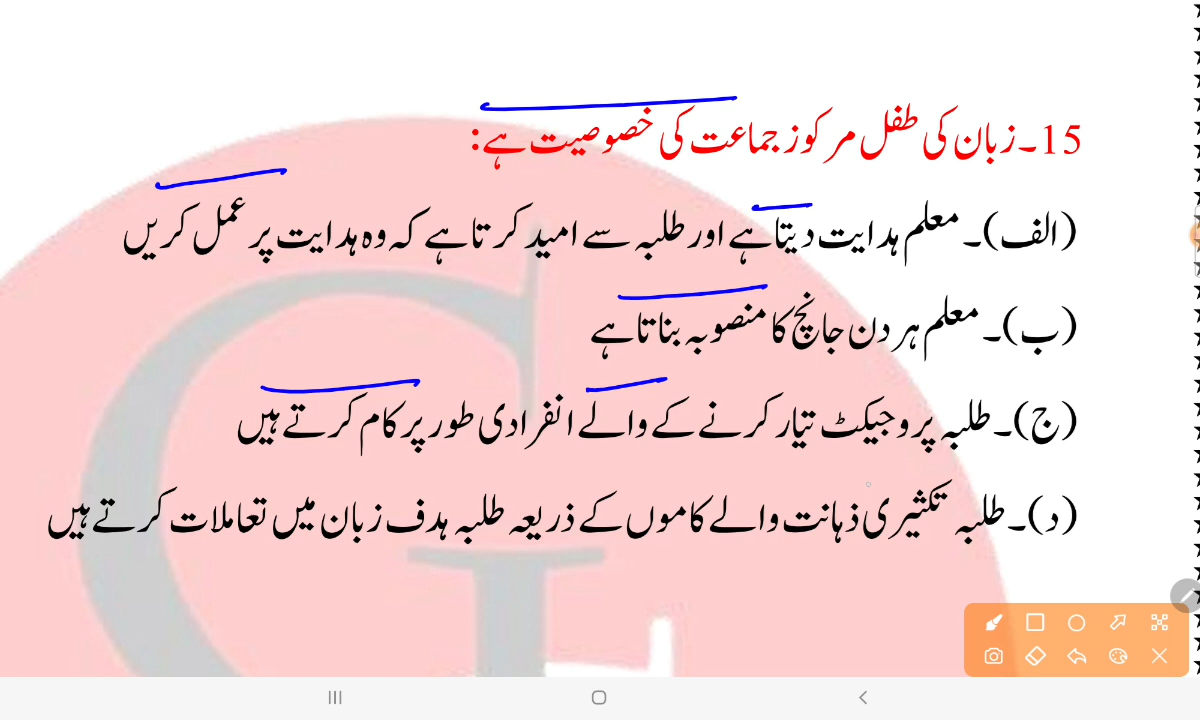 15۔زبان کی طفل مرکوز جماعت کی خصوصیت ہے:
(الف)۔ معلم ہدایت دیتا ہے اور طلبہ سے امید کرتا ہے کہ وہ ہدایت پر عمل کریں
(ب)۔ معلم ہر دن جانچ کا منصوبہ بناتا ہے
(ج)۔ طلبہ پروجیکٹ تیار کرنے کے والے انفرادی طور پر کام کرتے ہیں
(د)۔ طلبہ تکثیری ذہانت والے کاموں کے ذریعہ طلبہ ہدف زبان میں تعاملات کرتے ہیں